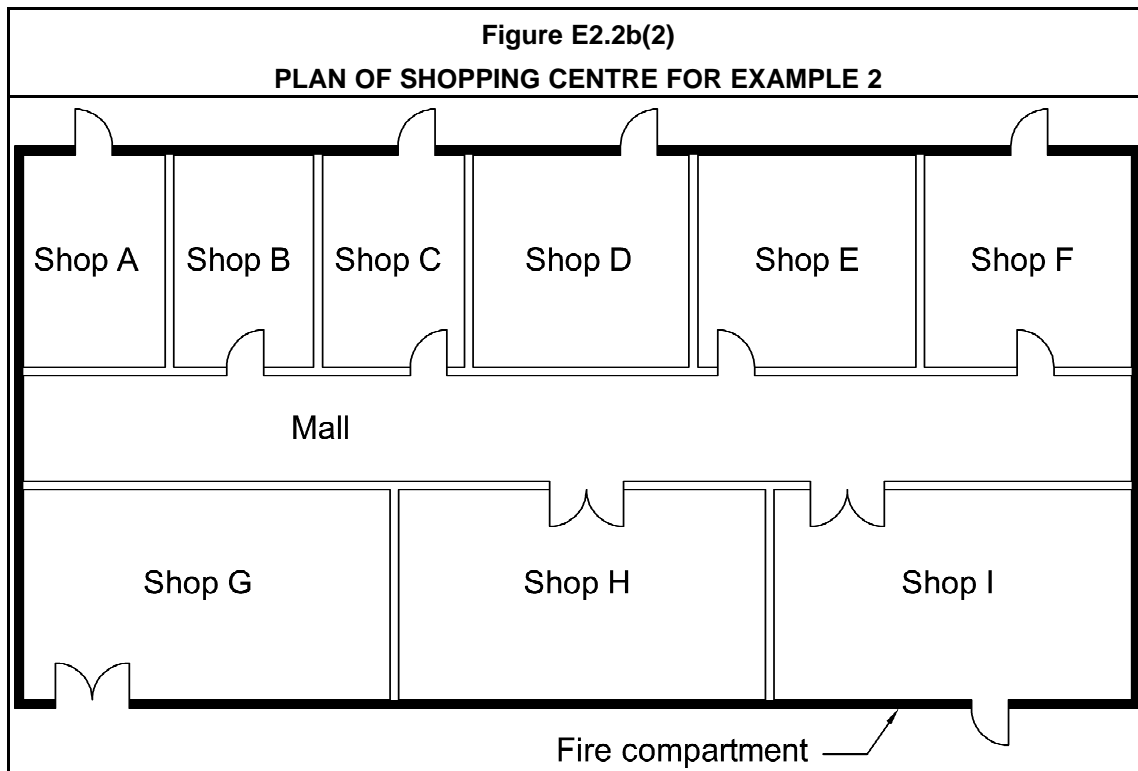 Figure E2.2b(2)
PLAN OF SHOPPING CENTRE FOR EXAMPLE 2
Shop A
Shop B
Shop C
Shop D
Shop E
Shop F
Mall
Shop G
Shop H
Shop I
Fire compartment